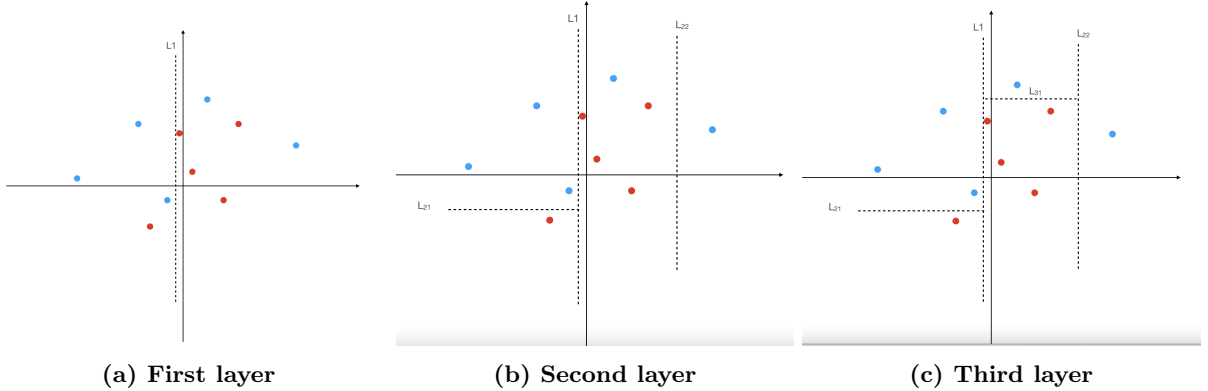 L1
(a) First layer
L1
L22
L21
(b) Second layer
L1
L22
L31
L21
(c) Third layer